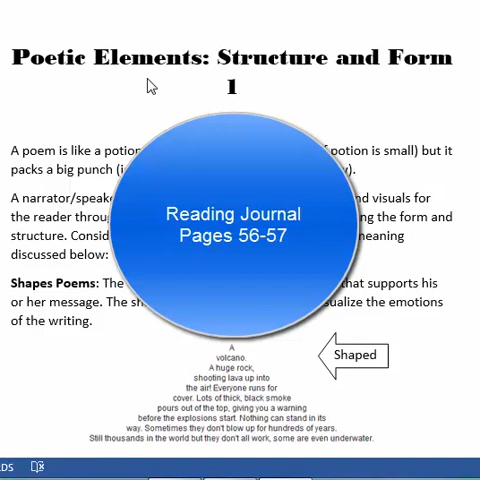 Poetic Elements: Structure and Form
1
A poem is like a potion potion is small) but it
packs a big punch
A narrator/speake nd visuals for
the reader throu ng the form and
structure. Consid meaning
discussed below:
Reading Journal
Pages 56-57
Shapes Poems: The that supports his
or her message. The sh ualize the emotions
of the writing.
Shaped
A
volcano.
A huge rock,
shooting lava up into
the air! Everyone runs for
cover. Lots of thick, black smoke
pours out of the top, giving you a warning
before the explosions start. Nothing can stand in its
way. Sometimes they don't blow up for hundreds of years.
Still thousands in the world but they don't all work, some are even underwater.